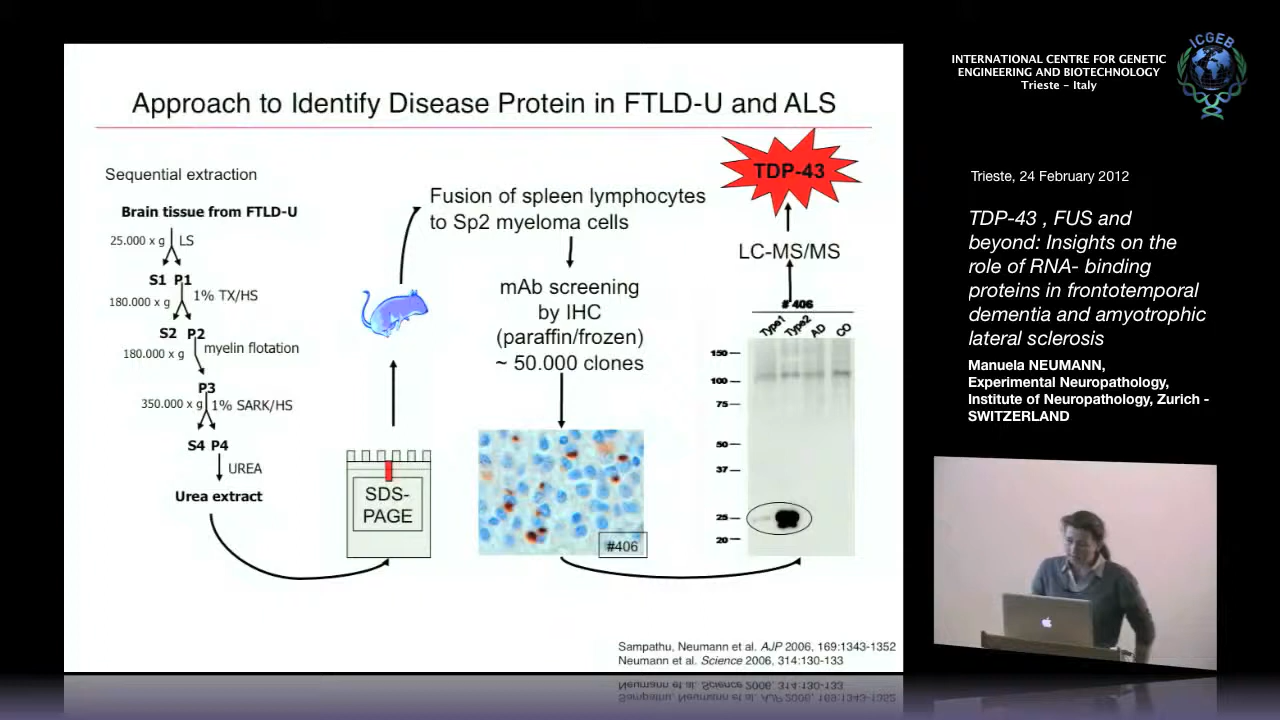 Approach to Identify Disease Protein in FTLD-U and ALS
Sequential extraction
Brain tissue from FTLD-U
25.000 x g
LS
S1 P1
180.000 x g
1% TX/HS
S2 P2
180.000 x g
myelin flotation
P3
350.000 x g
1% SARK/HS
S4 P4
UREA
Urea extract
SDS-
PAGE
Fusion of spleen lymphocytes
to Sp2 myeloma cells
mAb screening
by IHC
(paraffin/frozen)
~ 50.000 clones
#406
TDP-43
LC-MS/MS
# 406
Type1
Type2
AD
CO
150
100
75
50
37
25
20
Sampathu, Neumann et al. AJP 2006, 169:1343-1352
Neumann et al. Science 2006, 314:130-133
INTERNATIONAL CENTRE FOR GENETIC
ENGINEERING AND BIOTECHNOLOGY
Trieste - Italy
ICGEB
Trieste, 24 February 2012
TDP-43 , FUS and
beyond: Insights on the
role of RNA- binding
proteins in frontotemporal
dementia and amyotrophic
lateral sclerosis
Manuela NEUMANN,
Experimental Neuropathology,
Institute of Neuropathology, Zurich -
SWITZERLAND